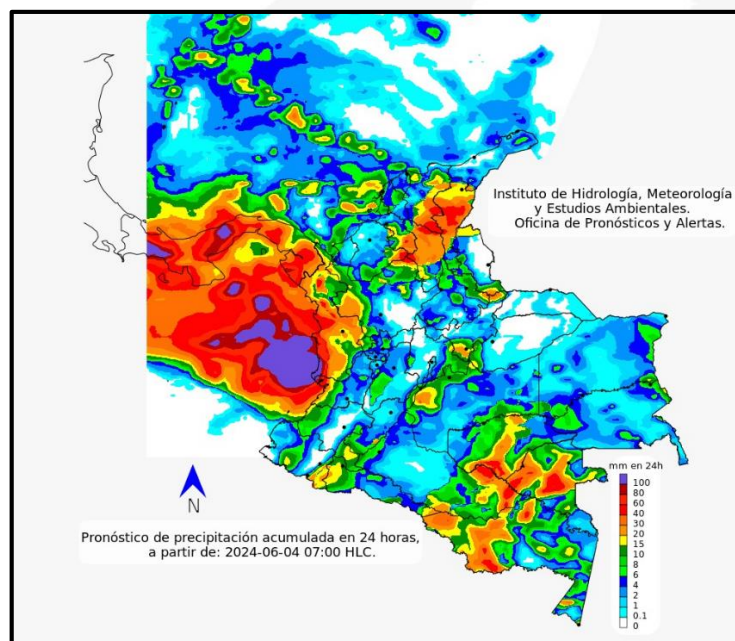 Instituto de Hidrología, Meteorología
y Estudios Ambientales.
Oficina de Pronósticos y Alertas.
mm en 24h
100
80
60
40
30
20
15
10
8
6
4
2
1
0.1
0
N
Pronóstico de precipitación acumulada en 24 horas,
a partir de: 2024-06-04 07:00 HLC.